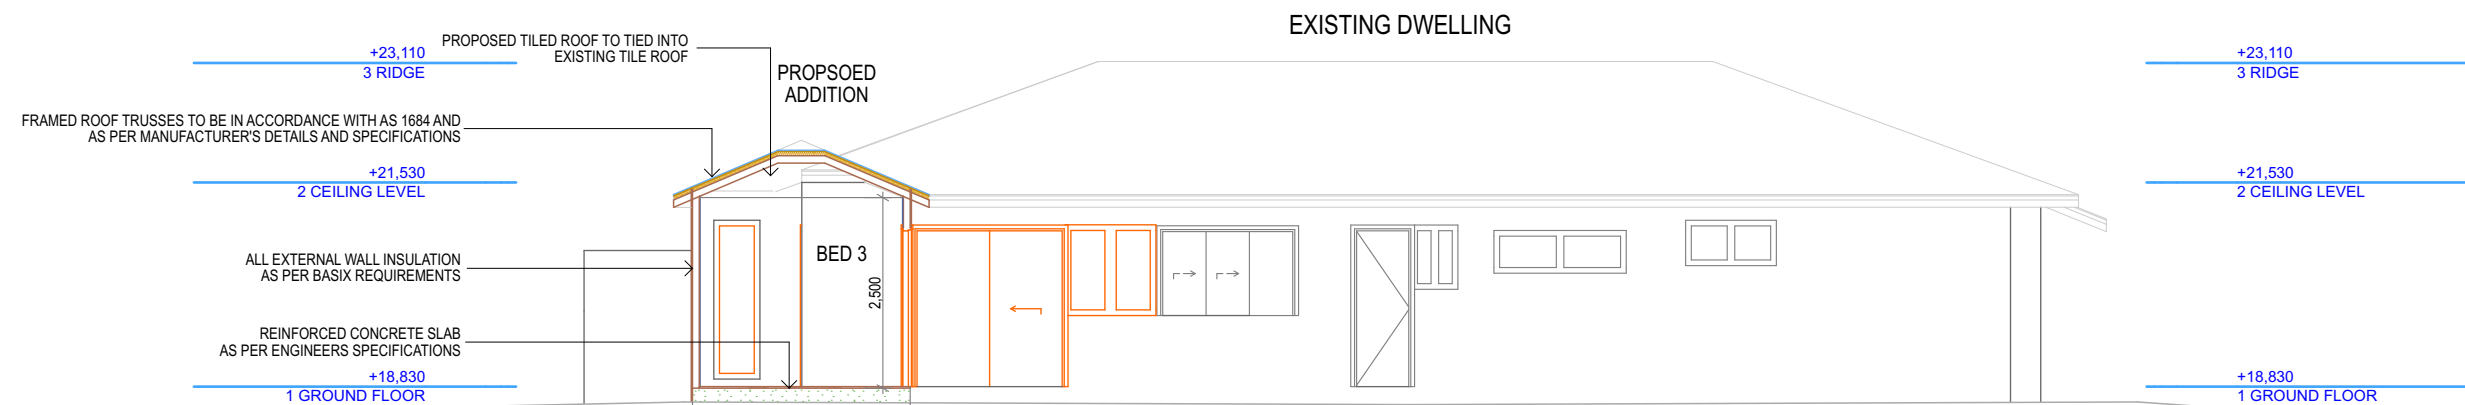 EXISTING DWELLING
+23,110
3 RIDGE
PROPOSED TILED ROOF TO TIED INTO
EXISTING TILE ROOF
PROPSOED
ADDITION
+23,110
3 RIDGE
FRAMED ROOF TRUSSES TO BE IN ACCORDANCE WITH AS 1684 AND
AS PER MANUFACTURER'S DETAILS AND SPECIFICATIONS
+21,530
2 CEILING LEVEL
+21,530
2 CEILING LEVEL
ALL EXTERNAL WALL INSULATION
AS PER BASIX REQUIREMENTS
BED 3
2,500
REINFORCED CONCRETE SLAB
AS PER ENGINEERS SPECIFICATIONS
+18,830
1 GROUND FLOOR
+18,830
1 GROUND FLOOR